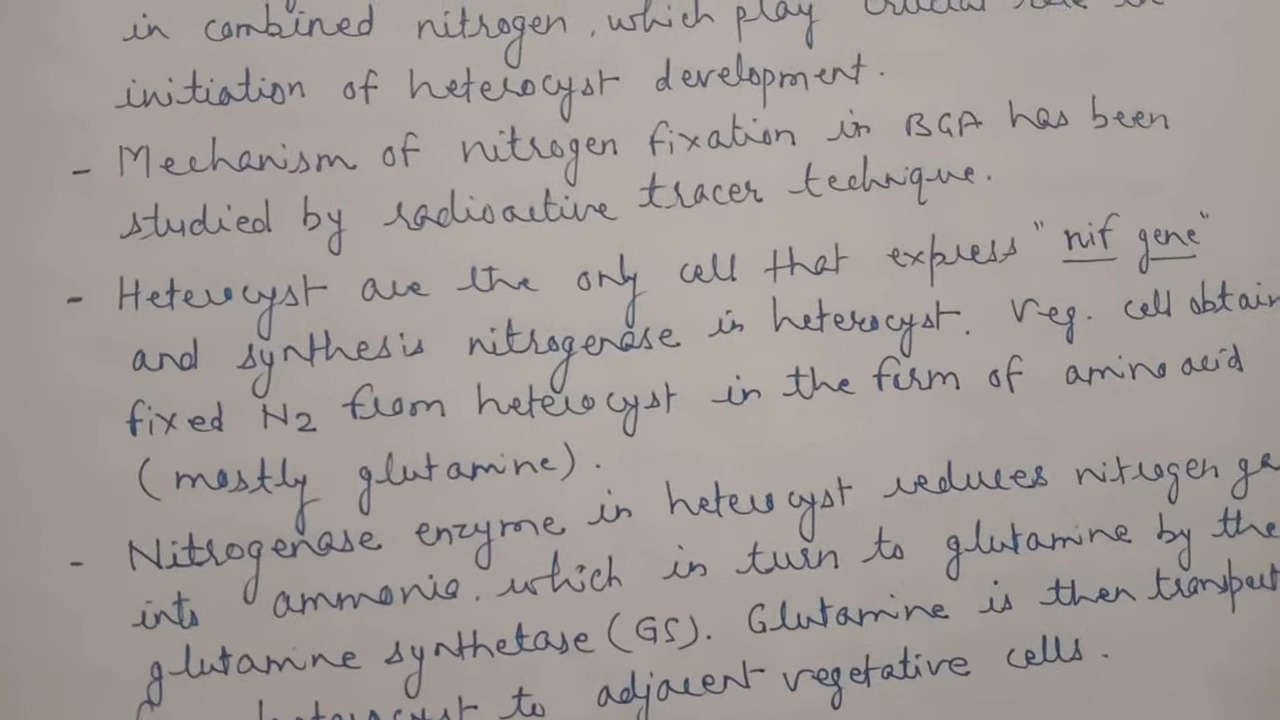 in combined nitrogen, which play
initiation of heterocyst development.
- Mechanism of nitrogen fixation in BGA has been
studied by radioactive tracer technique.
- Heterocyst are the only cell that express "nif gene"
and synthesis nitrogenase in heterocyst. Veg. cell obtain
fixed N2 from heterocyst in the form of amino acid
(mostly glutamine).
- Nitrogenase enzyme in heterocyst reduces nitrogen ga
into ammonia. which in turn to glutamine by the
glutamine synthetase (GS). Glutamine is then transport
heterocyst to adjacent vegetative cells.